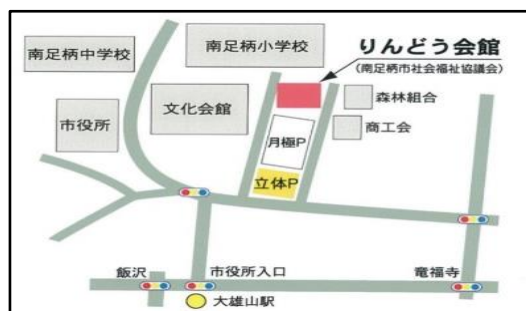 南足柄中学校
南足柄小学校
りんどう会館
(南足柄市社会福祉協議会)
市役所
文化会館
森林組合
月極P
商工会
立体P
飯沢
市役所入口
竜福寺
大雄山駅